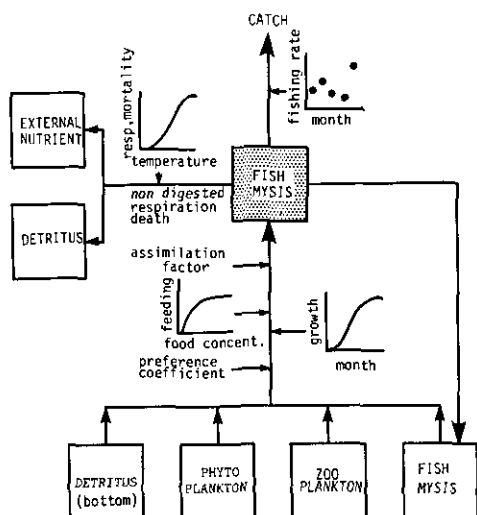 CATCH
fishing rate
month
resp,mortality
temperature
EXTERNAL
NUTRIENT
DETRITUS
non digested
respiration
death
FISH
MYSIS
assimilation
factor
feeding
food concent.
growth
month
preference
coefficient
DETRITUS
(bottom)
PHYTO
PLANKTON
ZOO
PLANKTON
FISH
MYSIS